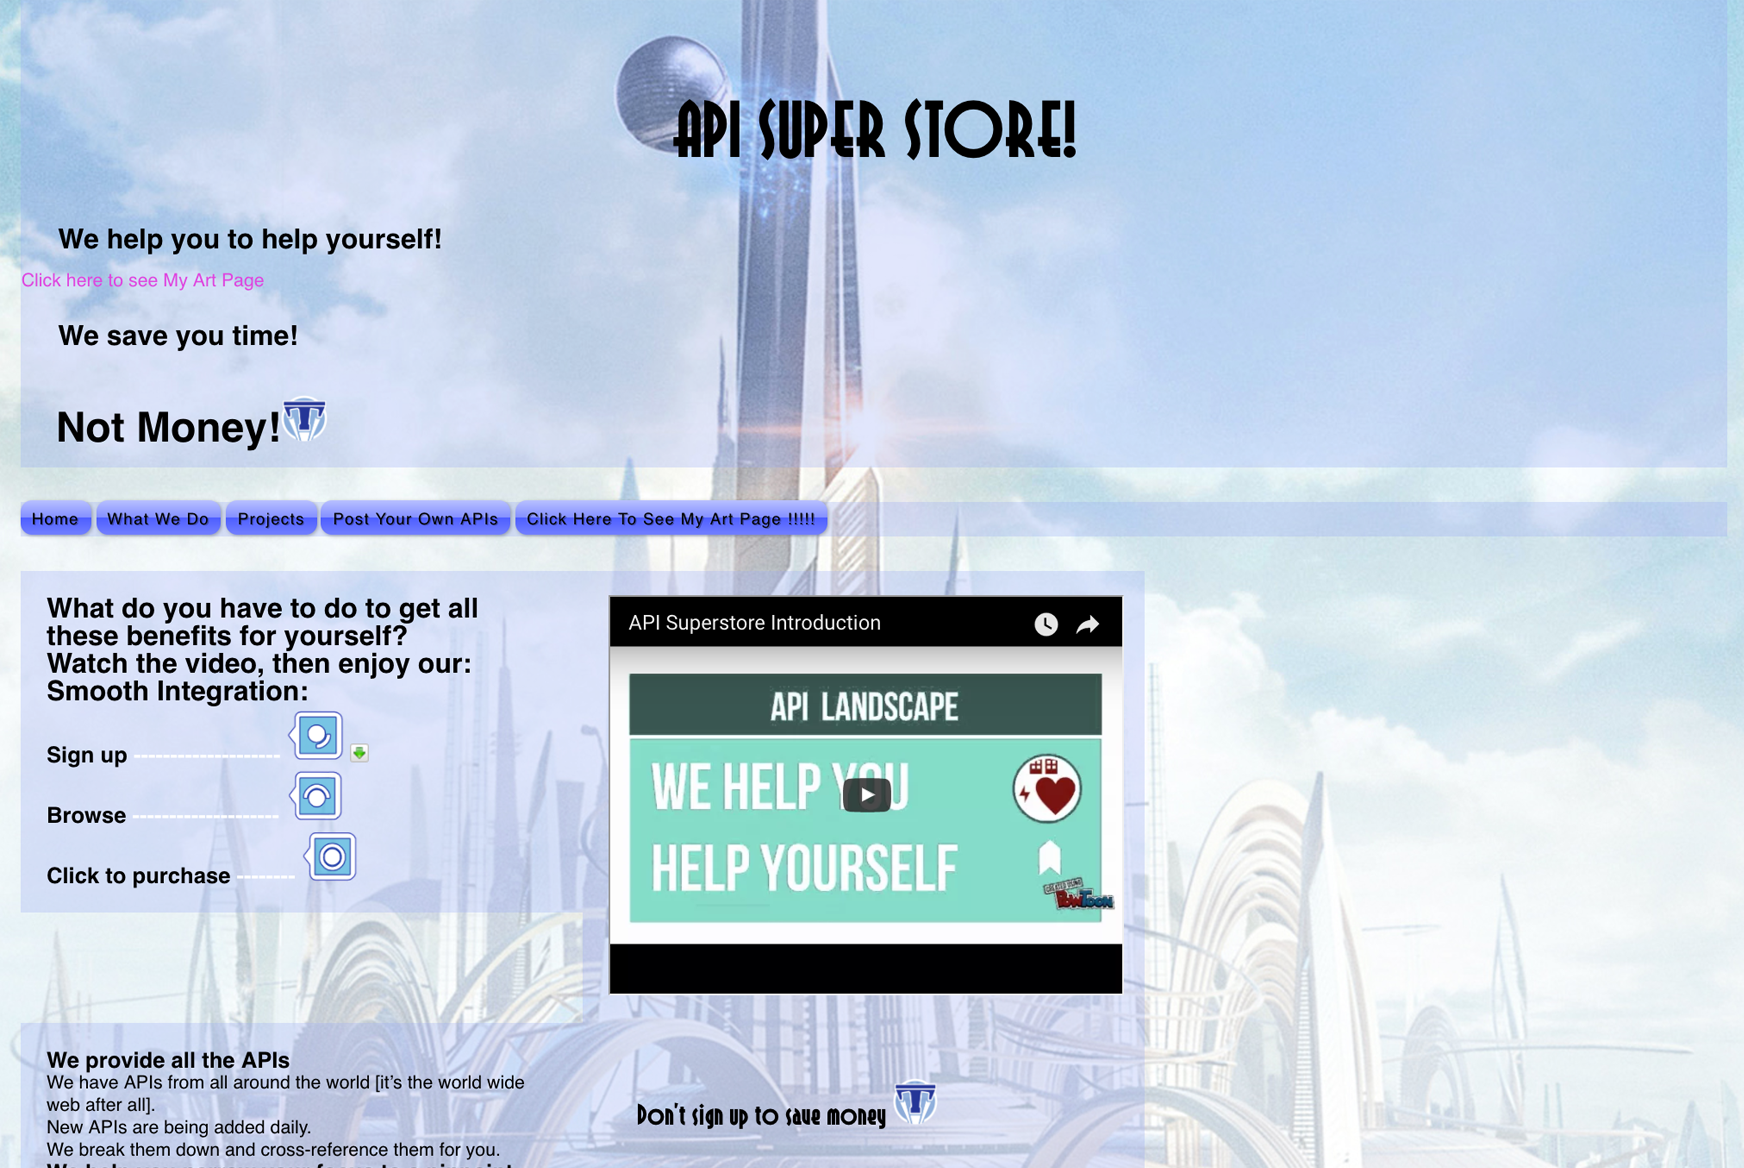 API SUPER STORE!
We help you to help yourself!
Click here to see My Art Page
We save you time!
Not Money!
Home
What We Do
Projects
Post Your Own APIs
Click Here To See My Art Page !!!!!
What do you have to do to get all
these benefits for yourself?
Watch the video, then enjoy our:
Smooth Integration:
Sign up --------------------
Browse --------------------
Click to purchase --------
API Superstore Introduction
API LANDSCAPE
WE HELP YOU
HELP YOURSELF
POWTOON
We provide all the APIs
We have APIs from all around the world [it’s the world wide
web after all].
New APIs are being added daily.
We break them down and cross-reference them for you.
Don't sign up to save money